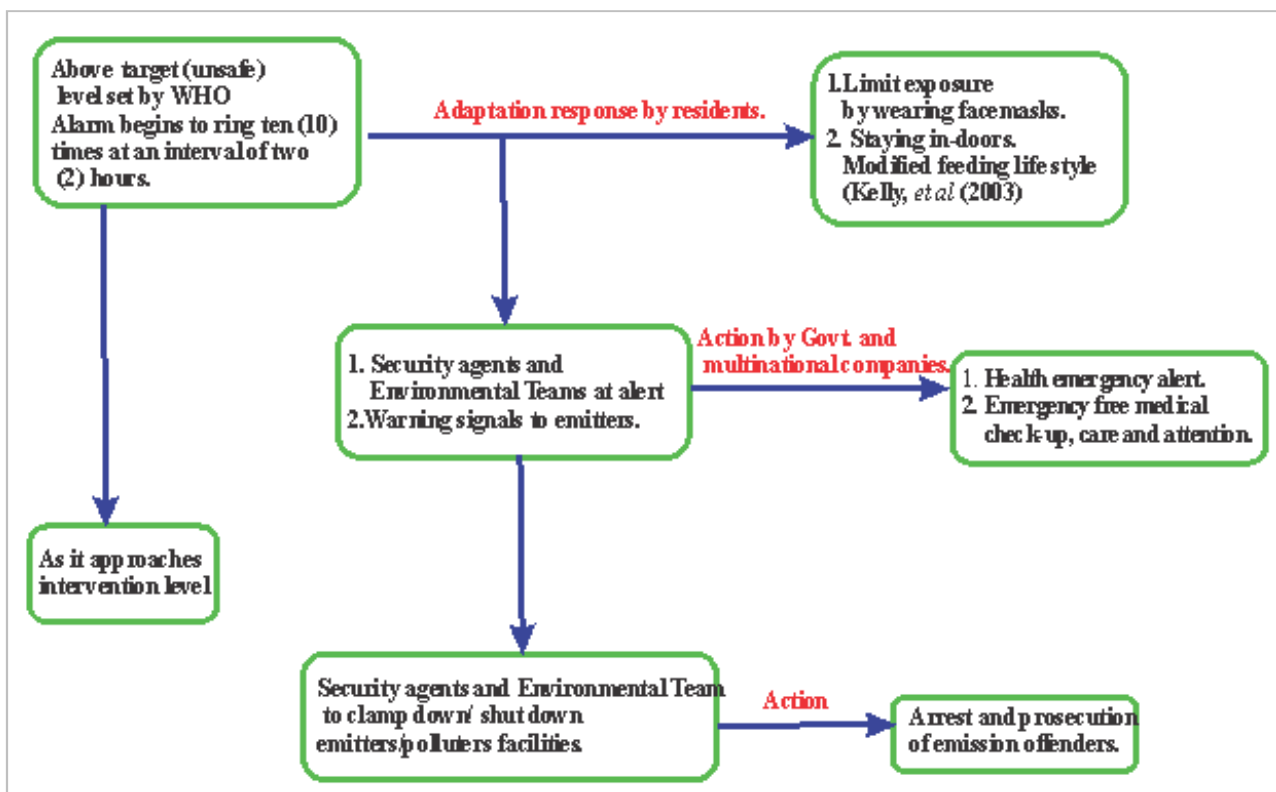 Above target (unsafe)
level set by WHO
Alarm begins to ring ten (10)
times at an interval of two
(2) hours.
Adaptation response by residents.
1.Limit exposure
by wearing facemasks.
2. Staying in-doors.
Modified feeding life style
(Kelly, et al (2003)
1. Security agents and
Environmental Teams at alert
2.Warning signals to emitters.
Action by Govt. and
multinational companies.
1. Health emergency alert.
2. Emergency free medical
check-up, care and attention.
As it approaches
intervention level
Security agents and Environmental Team
to clamp down/ shut down
emitters/polluters facilities.
Action
Arrest and prosecution
of emission offenders.